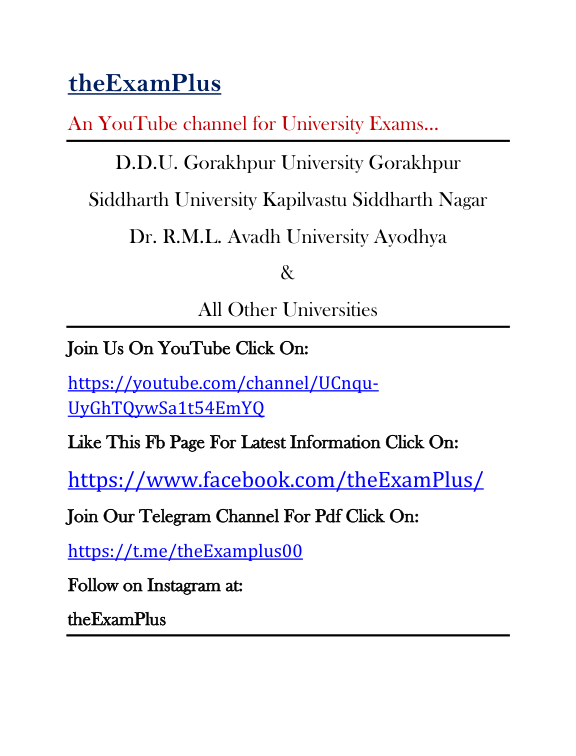 theExamPlus
An YouTube channel for University Exams...
D.D.U. Gorakhpur University Gorakhpur
Siddharth University Kapilvastu Siddharth Nagar
Dr. R.M.L. Avadh University Ayodhya
&
All Other Universities
Join Us On YouTube Click On:
https://youtube.com/channel/UCnqu-
UyGhTQywSa1t54EmYQ
Like This Fb Page For Latest Information Click On:
https://www.facebook.com/theExamPlus/
Join Our Telegram Channel For Pdf Click On:
https://t.me/theExamplus00
Follow on Instagram at:
theExamPlus